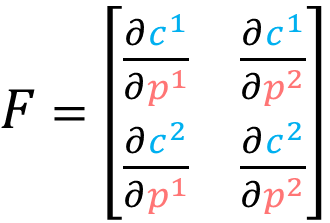 F = [ ∂c¹/∂p¹ ∂c¹/∂p²
∂c²/∂p¹ ∂c²/∂p² ]